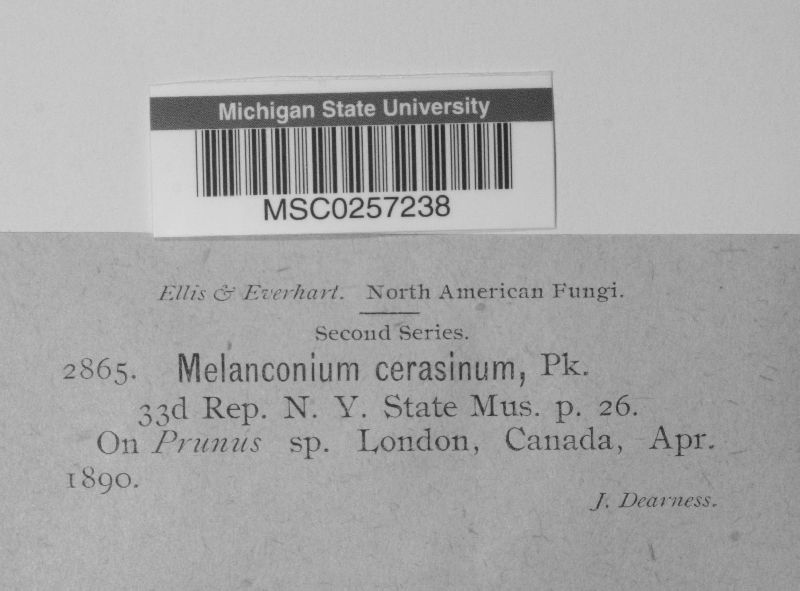 Michigan State University
MSC0257238
Ellis & Everhart. North American Fungi.
Second Series.
2865. Melanconium cerasinum, Pk.
33d Rep. N. Y. State Mus. p. 26.
On Prunus sp. London, Canada, Apr.
1890.
J. Dearness.